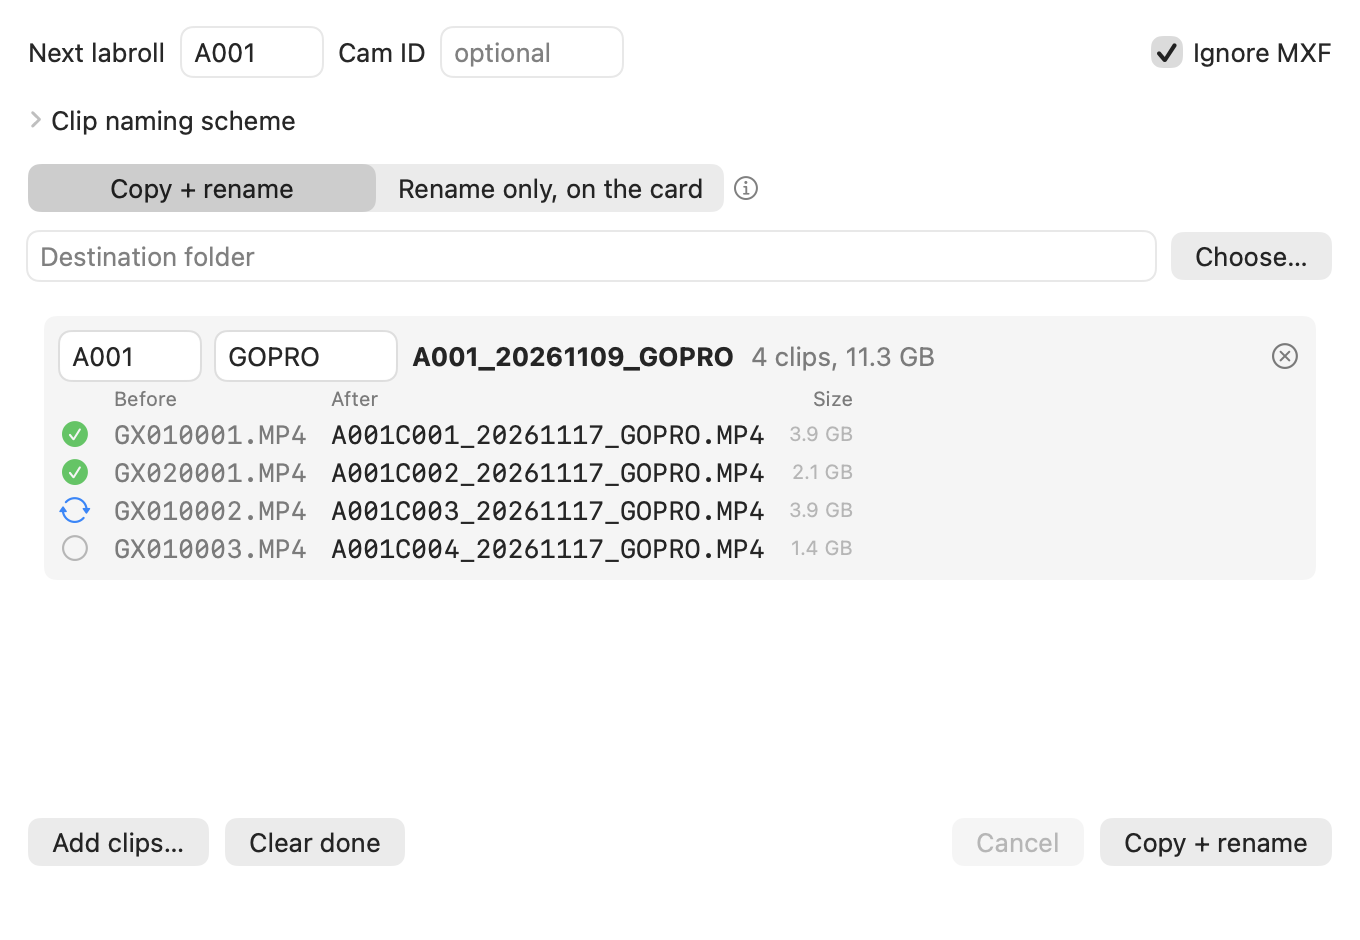 Next labroll A001 Cam ID optional Ignore MXF
Clip naming scheme
Copy + rename Rename only, on the card
Destination folder Choose...
A001 GOPRO A001_20261109_GOPRO 4 clips, 11.3 GB
Before After Size
GX010001.MP4 A001C001_20261117_GOPRO.MP4 3.9 GB
GX020001.MP4 A001C002_20261117_GOPRO.MP4 2.1 GB
GX010002.MP4 A001C003_20261117_GOPRO.MP4 3.9 GB
GX010003.MP4 A001C004_20261117_GOPRO.MP4 1.4 GB
Add clips... Clear done Cancel Copy + rename